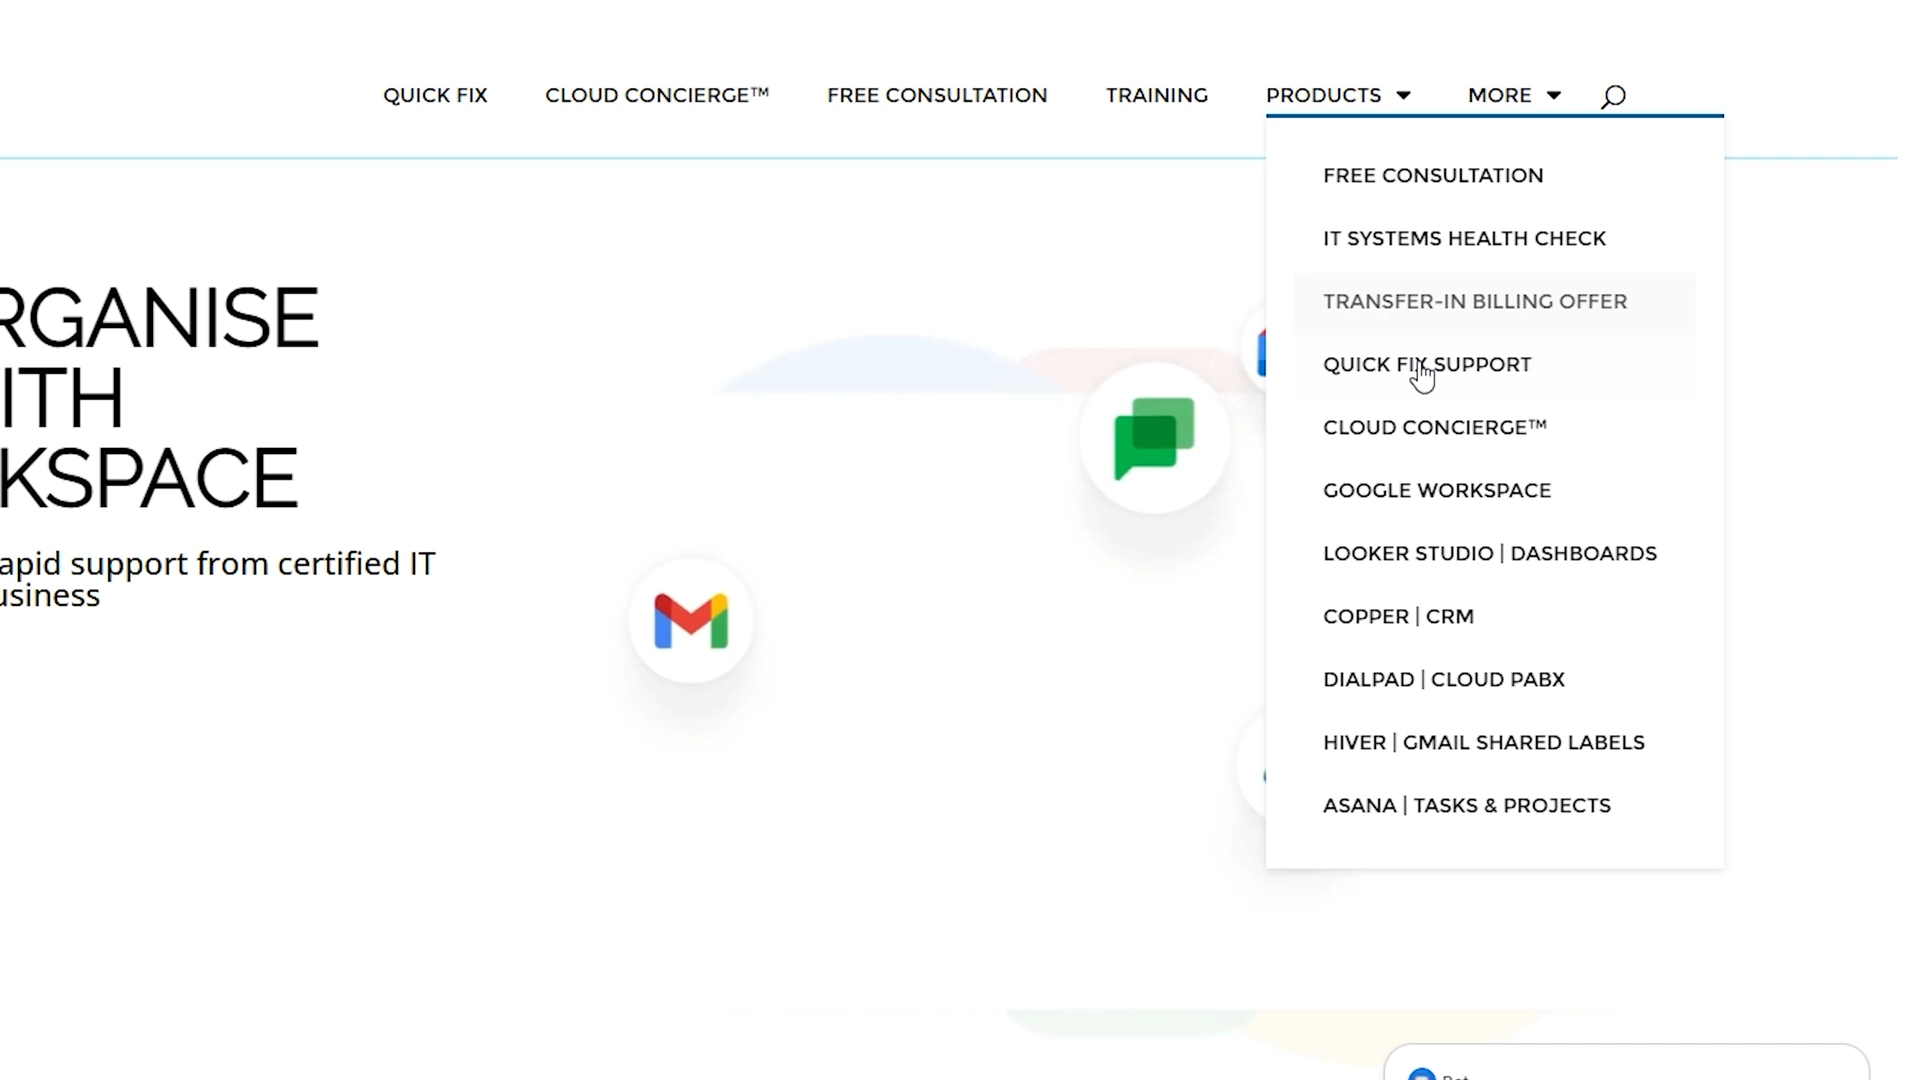 QUICK FIX
CLOUD CONCIERGE™
FREE CONSULTATION
TRAINING
PRODUCTS
MORE
FREE CONSULTATION
IT SYSTEMS HEALTH CHECK
TRANSFER-IN BILLING OFFER
QUICK FIX SUPPORT
CLOUD CONCIERGE™
GOOGLE WORKSPACE
LOOKER STUDIO | DASHBOARDS
COPPER | CRM
DIALPAD | CLOUD PABX
HIVER | GMAIL SHARED LABELS
ASANA | TASKS & PROJECTS
RGANISE
ITH
KSPACE
apid support from certified IT
usiness